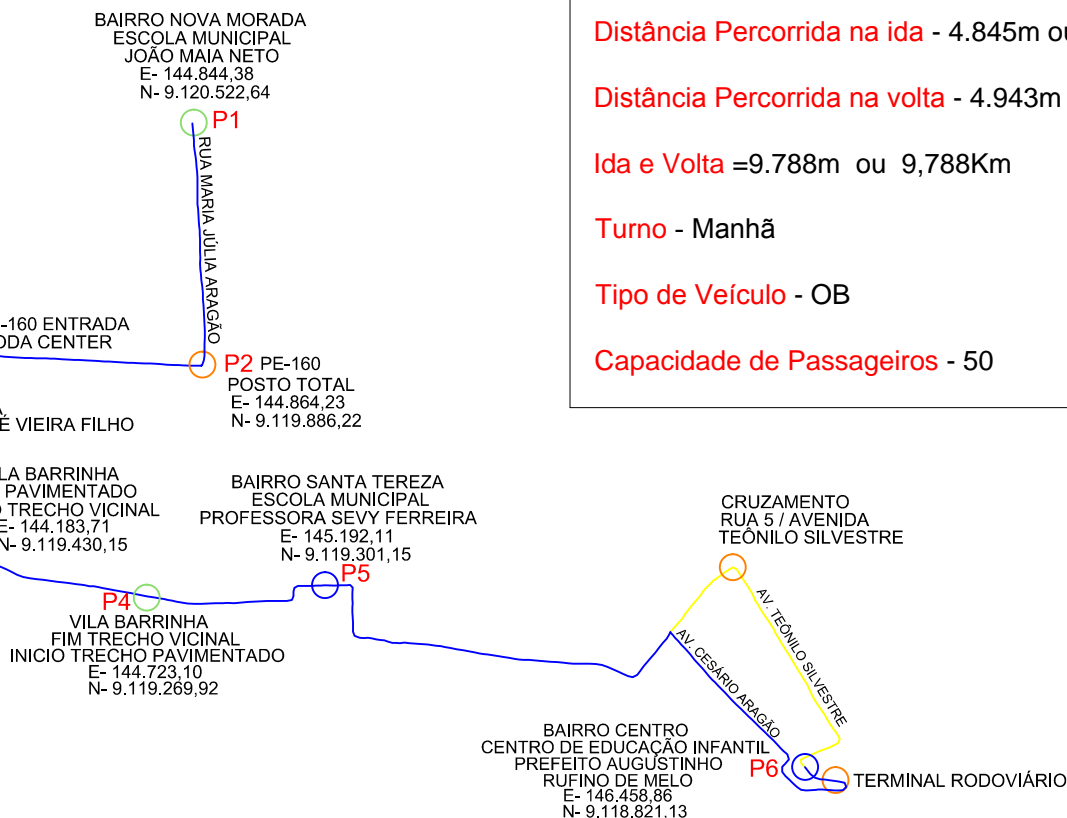 BAIRRO NOVA MORADA
ESCOLA MUNICIPAL
JOÃO MAIA NETO
E- 144.844,38
N- 9.120.522,64
P1
RUA MARIA JÚLIA ARAGÃO
Distância Percorrida na ida - 4.845m ou
Distância Percorrida na volta - 4.943m
Ida e Volta =9.788m ou 9,788Km
Turno - Manhã
Tipo de Veículo - OB
Capacidade de Passageiros - 50
-160 ENTRADA
ODA CENTER
P2 PE-160
POSTO TOTAL
E- 144.864,23
N- 9.119.886,22
É VIEIRA FILHO
LA BARRINHA
PAVIMENTADO
O TRECHO VICINAL
E- 144.183,71
N- 9.119.430,15
BAIRRO SANTA TEREZA
ESCOLA MUNICIPAL
PROFESSORA SEVY FERREIRA
E- 145.192,11
N- 9.119.301,15
P5
CRUZAMENTO
RUA 5 / AVENIDA
TEÔNILO SILVESTRE
P4
VILA BARRINHA
FIM TRECHO VICINAL
INICIO TRECHO PAVIMENTADO
E- 144.723,10
N- 9.119.269,92
AV. TEÔNILO SILVESTRE
AV. CESÁRIO ARAGÃO
BAIRRO CENTRO
CENTRO DE EDUCAÇÃO INFANTIL
PREFEITO AUGUSTINHO
RUFINO DE MELO
E- 146.458,86
N- 9.118.821.13
P6
TERMINAL RODOVIÁRIO